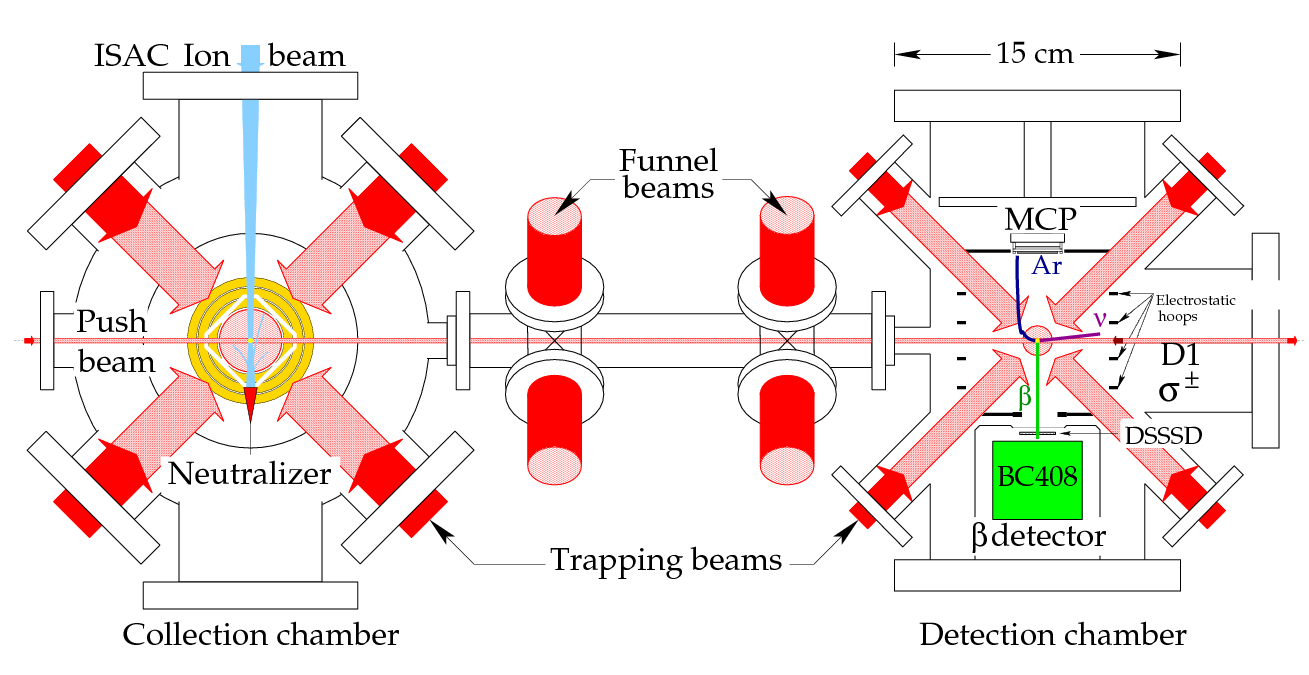 ISAC Ion beam
15 cm
Funnel
beams
MCP
Ar
Electrostatic
hoops
ν
Push
beam
D1
σ±
β
DSSSD
Neutralizer
BC408
β detector
Trapping beams
Collection chamber
Detection chamber